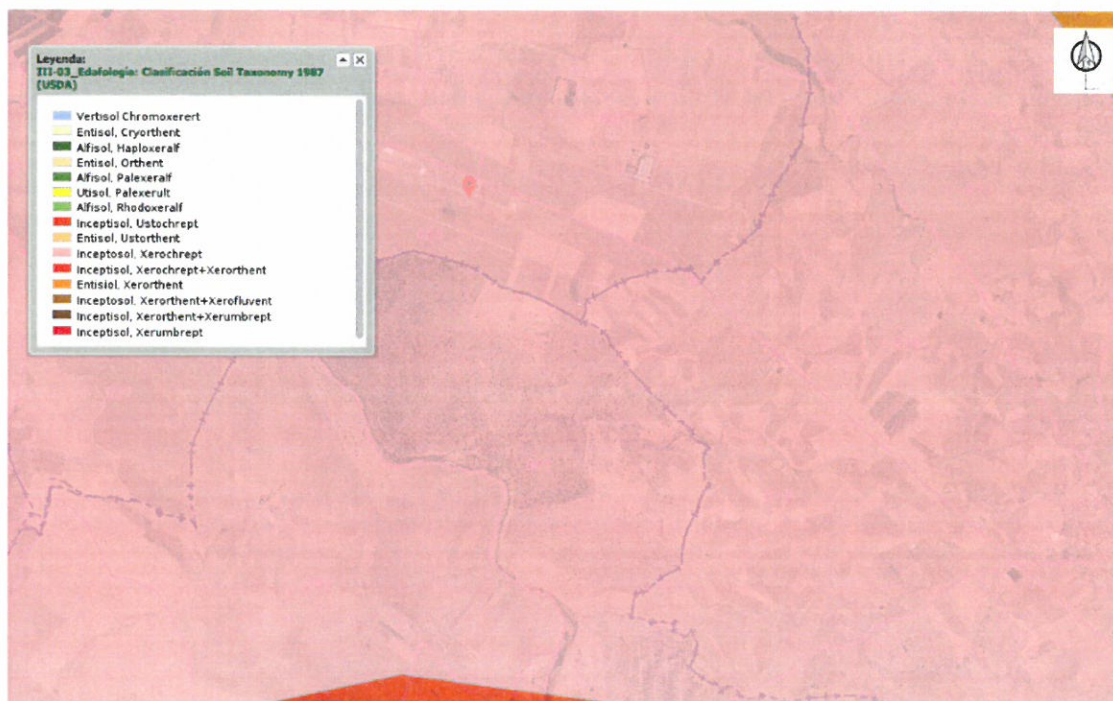 Leyenda:
III-03_Edafología: Clasificación Soil Taxonomy 1987
(USDA)
Vertisol Chromoxerert
Entisol, Cryorthent
Alfisol, Haploxeralf
Entisol, Orthent
Alfisol, Palexeralf
Utisol, Palexerult
Alfisol, Rhodoxeralf
Inceptisol, Ustochrept
Entisol, Ustorthent
Inceptosol, Xerochrept
Inceptisol, Xerochrept+Xerorthent
Entisiol, Xerorthent
Inceptosol, Xerorthent+Xerofluvent
Inceptisol, Xerorthent+Xerumbrept
Inceptisol, Xerumbrept